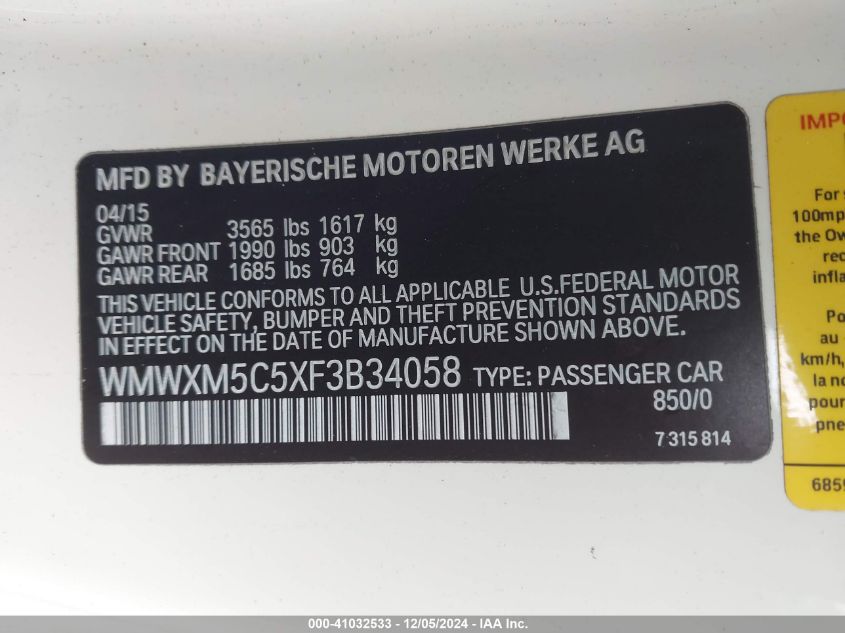 MFD BY BAYERISCHE MOTOREN WERKE AG
04/15
GVWR 3565 lbs 1617 kg
GAWR FRONT 1990 lbs 903 kg
GAWR REAR 1685 lbs 764 kg
THIS VEHICLE CONFORMS TO ALL APPLICABLE U.S.FEDERAL MOTOR
VEHICLE SAFETY, BUMPER AND THEFT PREVENTION STANDARDS
IN EFFECT ON THE DATE OF MANUFACTURE SHOWN ABOVE.
WMWXM5C5XF3B34058 TYPE: PASSENGER CAR
850/0
7 315 814
IMPO
For s
100mp
the Ow
rec
infla
Po
au
km/h,
la no
pour
pne
685
000-41032533 - 12/05/2024 - IAA Inc.